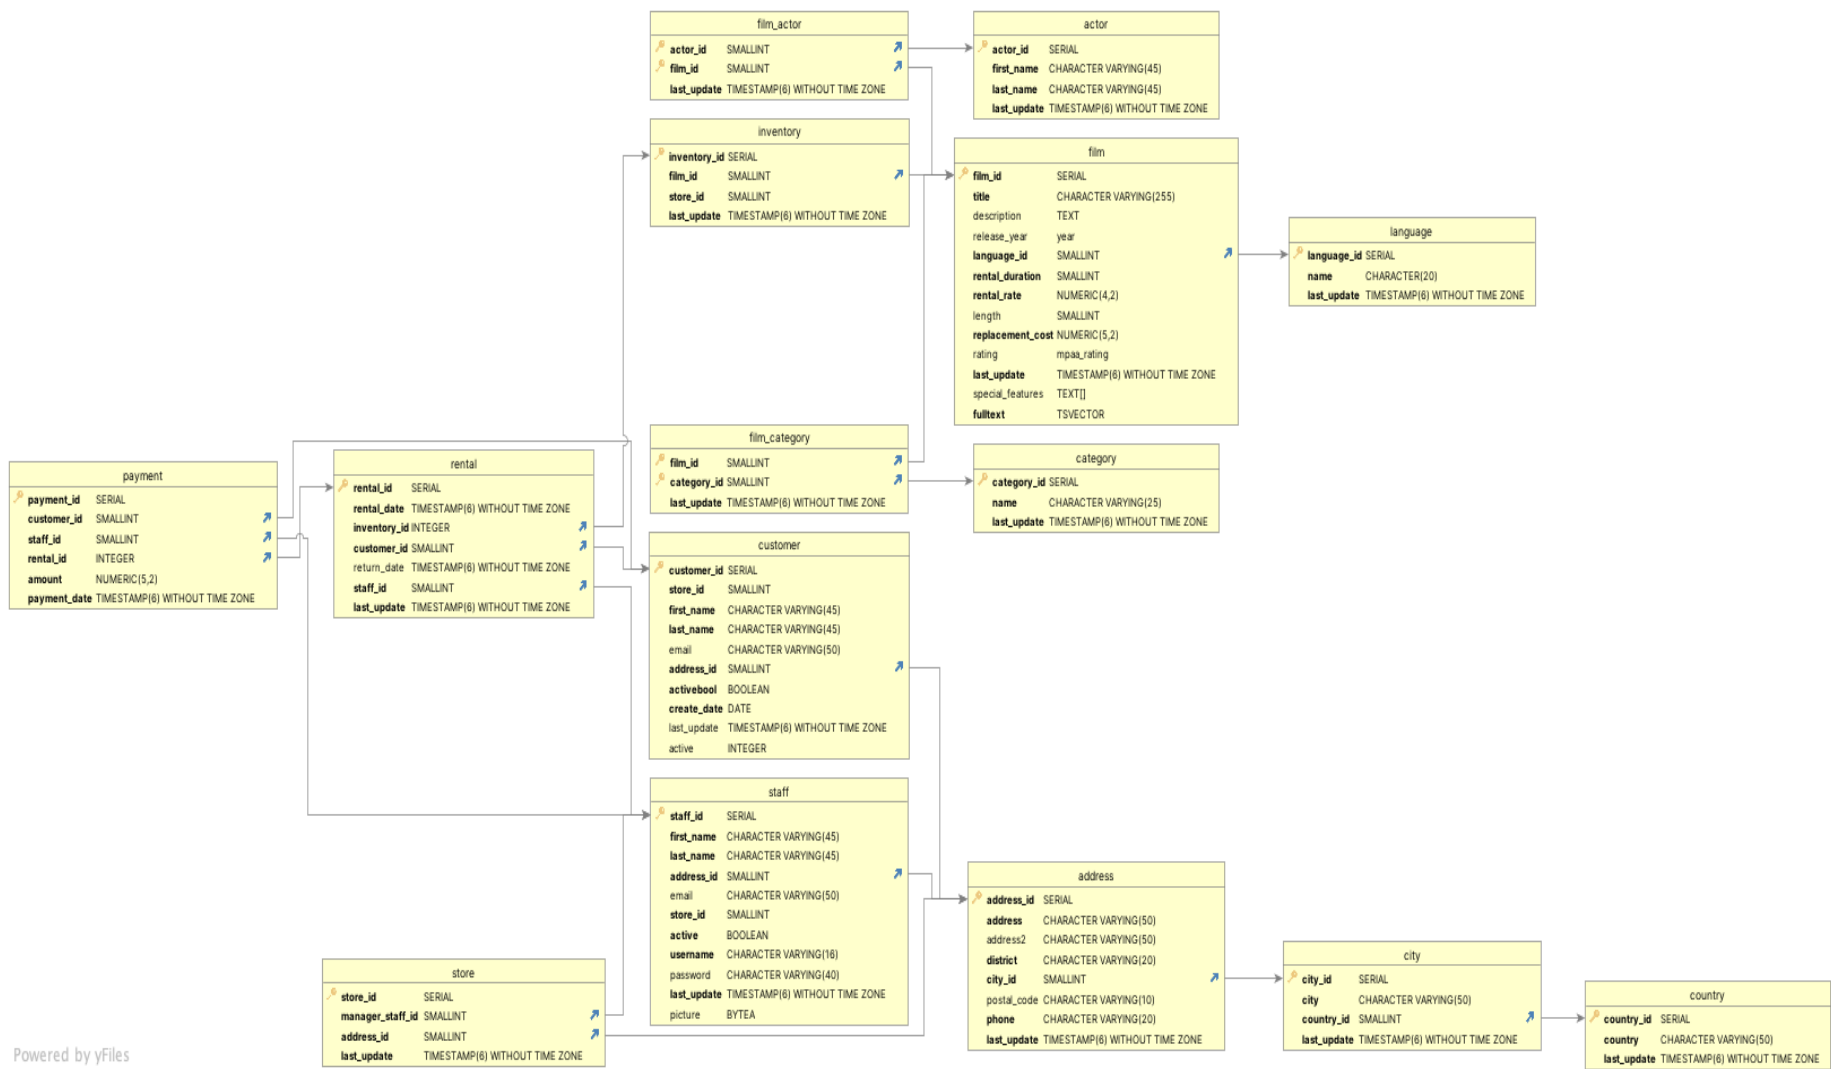 film_actor
actor_id SMALLINT
film_id SMALLINT
last_update TIMESTAMP(6) WITHOUT TIME ZONE
actor
actor_id SERIAL
first_name CHARACTER VARYING(45)
last_name CHARACTER VARYING(45)
last_update TIMESTAMP(6) WITHOUT TIME ZONE
inventory
inventory_id SERIAL
film_id SMALLINT
store_id SMALLINT
last_update TIMESTAMP(6) WITHOUT TIME ZONE
film
film_id SERIAL
title CHARACTER VARYING(255)
description TEXT
release_year year
language_id SMALLINT
rental_duration SMALLINT
rental_rate NUMERIC(4,2)
length SMALLINT
replacement_cost NUMERIC(5,2)
rating mpaa_rating
last_update TIMESTAMP(6) WITHOUT TIME ZONE
special_features TEXT[]
fulltext TSVECTOR
language
language_id SERIAL
name CHARACTER(20)
last_update TIMESTAMP(6) WITHOUT TIME ZONE
film_category
film_id SMALLINT
category_id SMALLINT
last_update TIMESTAMP(6) WITHOUT TIME ZONE
category
category_id SERIAL
name CHARACTER VARYING(25)
last_update TIMESTAMP(6) WITHOUT TIME ZONE
payment
payment_id SERIAL
customer_id SMALLINT
staff_id SMALLINT
rental_id INTEGER
amount NUMERIC(5,2)
payment_date TIMESTAMP(6) WITHOUT TIME ZONE
rental
rental_id SERIAL
rental_date TIMESTAMP(6) WITHOUT TIME ZONE
inventory_id INTEGER
customer_id SMALLINT
return_date TIMESTAMP(6) WITHOUT TIME ZONE
staff_id SMALLINT
last_update TIMESTAMP(6) WITHOUT TIME ZONE
customer
customer_id SERIAL
store_id SMALLINT
first_name CHARACTER VARYING(45)
last_name CHARACTER VARYING(45)
email CHARACTER VARYING(50)
address_id SMALLINT
activebool BOOLEAN
create_date DATE
last_update TIMESTAMP(6) WITHOUT TIME ZONE
active INTEGER
staff
staff_id SERIAL
first_name CHARACTER VARYING(45)
last_name CHARACTER VARYING(45)
address_id SMALLINT
email CHARACTER VARYING(50)
store_id SMALLINT
active BOOLEAN
username CHARACTER VARYING(16)
password CHARACTER VARYING(40)
last_update TIMESTAMP(6) WITHOUT TIME ZONE
picture BYTEA
store
store_id SERIAL
manager_staff_id SMALLINT
address_id SMALLINT
last_update TIMESTAMP(6) WITHOUT TIME ZONE
address
address_id SERIAL
address CHARACTER VARYING(50)
address2 CHARACTER VARYING(50)
district CHARACTER VARYING(20)
city_id SMALLINT
postal_code CHARACTER VARYING(10)
phone CHARACTER VARYING(20)
last_update TIMESTAMP(6) WITHOUT TIME ZONE
city
city_id SERIAL
city CHARACTER VARYING(50)
country_id SMALLINT
last_update TIMESTAMP(6) WITHOUT TIME ZONE
country
country_id SERIAL
country CHARACTER VARYING(50)
last_update TIMESTAMP(6) WITHOUT TIME ZONE
Powered by yFiles